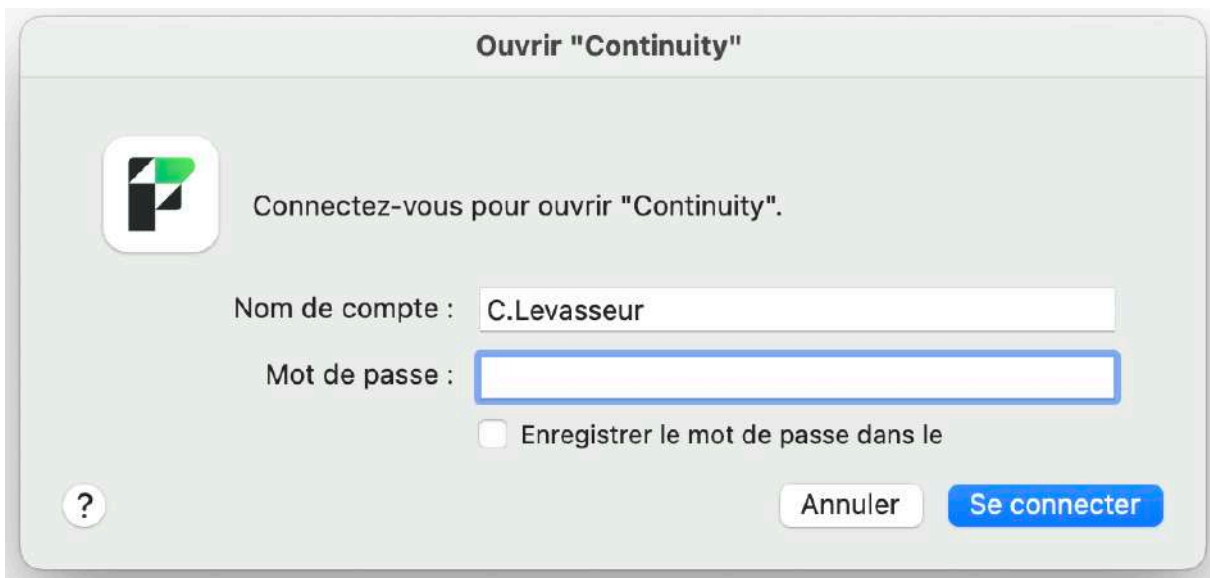 Ouvrir "Continuity"
Connectez-vous pour ouvrir "Continuity".
Nom de compte : C.Levasseur
Mot de passe :
Enregistrer le mot de passe dans le
? Annuler Se connecter